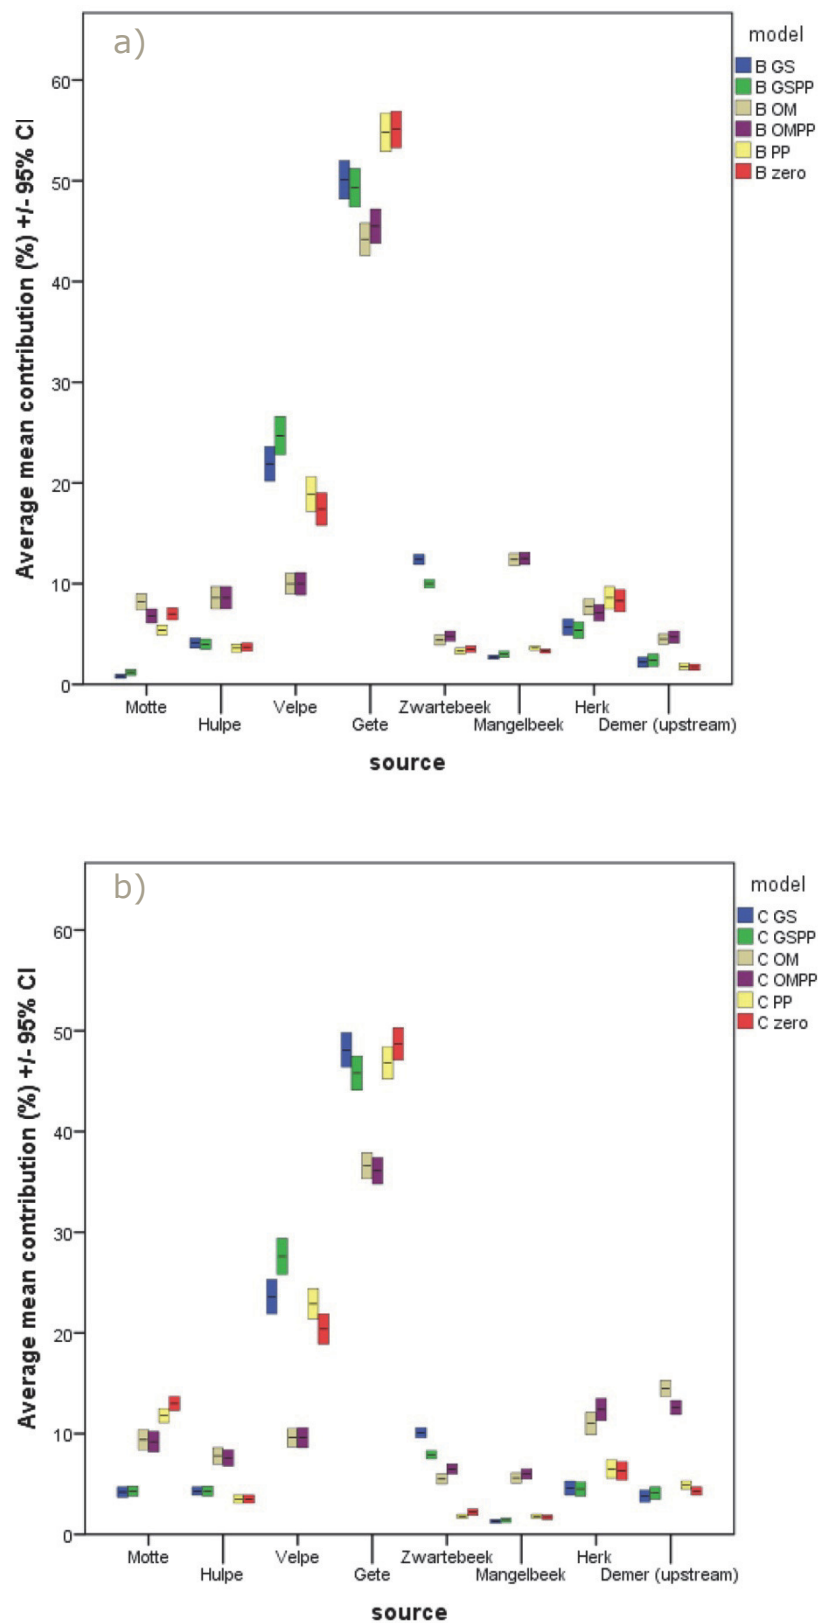 a)
model
B GS
B GSPP
B OM
B OMPP
B PP
B zero
Average mean contribution (%) +/- 95% CI
60
50
40
30
20
10
0
Motte
Hulpe
Velpe
Gete
Zwartebeek
Mangelbeek
Herk
Demer (upstream)
source
b)
model
C GS
C GSPP
C OM
C OMPP
C PP
C zero
Average mean contribution (%) +/- 95% CI
60
50
40
30
20
10
0
Motte
Hulpe
Velpe
Gete
Zwartebeek
Mangelbeek
Herk
Demer (upstream)
source